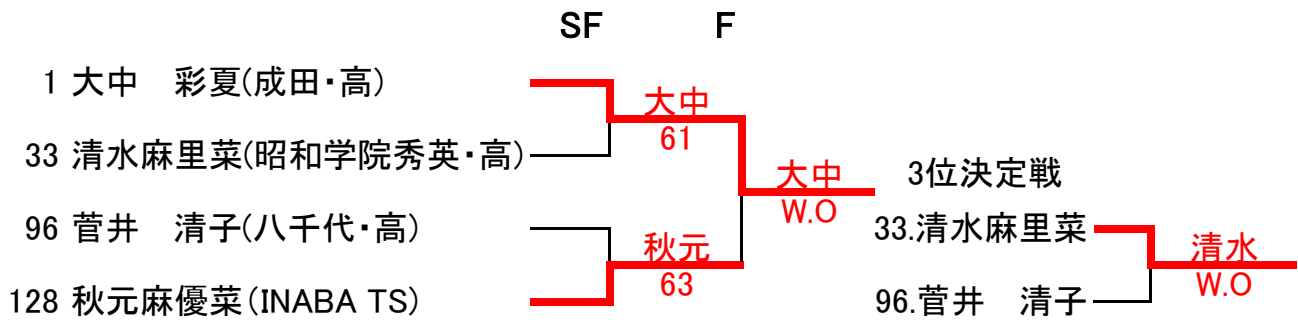 SF F
1 大中　彩夏(成田・高)
大中
61
33 清水麻里菜(昭和学院秀英・高)
大中
W.O
96 菅井　清子(八千代・高)
秋元
63
128 秋元麻優菜(INABA TS)
3位決定戦
33.清水麻里菜
清水
W.O
96.菅井　清子